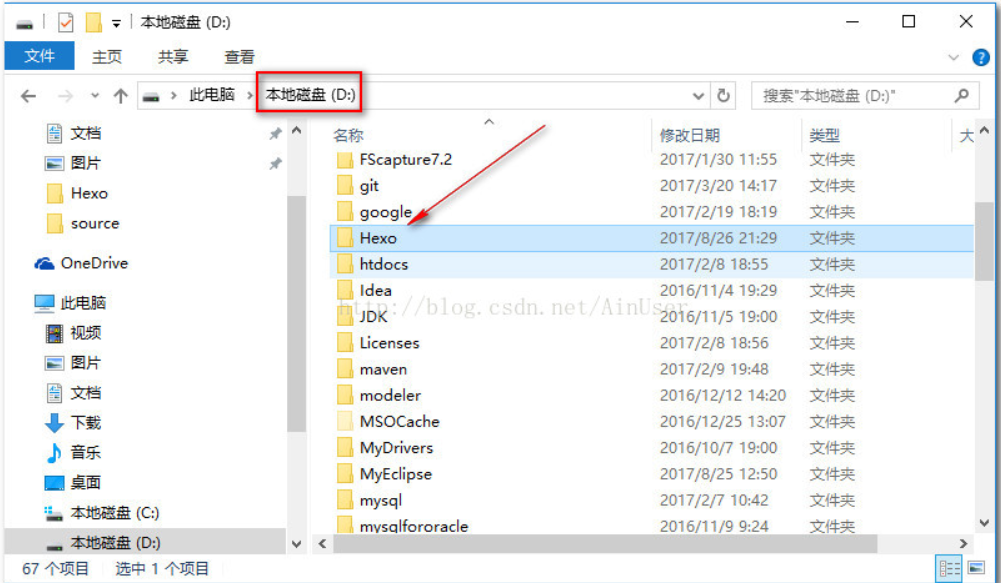 本地磁盘 (D:)
文件 主页 共享 查看
此电脑 本地磁盘 (D:) 搜索"本地磁盘 (D:)"
文档
图片
Hexo
source
OneDrive
此电脑
视频
图片
文档
下载
音乐
桌面
本地磁盘 (C:)
本地磁盘 (D:)
名称 修改日期 类型 大
FScapture7.2 2017/1/30 11:55 文件夹
git 2017/3/20 14:17 文件夹
google 2017/2/19 18:19 文件夹
Hexo 2017/8/26 21:29 文件夹
htdocs 2017/2/8 18:55 文件夹
Idea 2016/11/4 19:29 文件夹
http://blog.csdn.net/AinUser
JDK 2016/11/5 19:00 文件夹
Licenses 2017/2/8 18:56 文件夹
maven 2017/2/9 19:48 文件夹
modeler 2016/12/12 14:20 文件夹
MSOCache 2016/12/25 13:07 文件夹
MyDrivers 2016/10/7 19:00 文件夹
MyEclipse 2017/8/25 12:50 文件夹
mysql 2017/2/7 10:42 文件夹
mysqlfororacle 2016/11/9 9:24 文件夹
67 个项目 选中 1 个项目